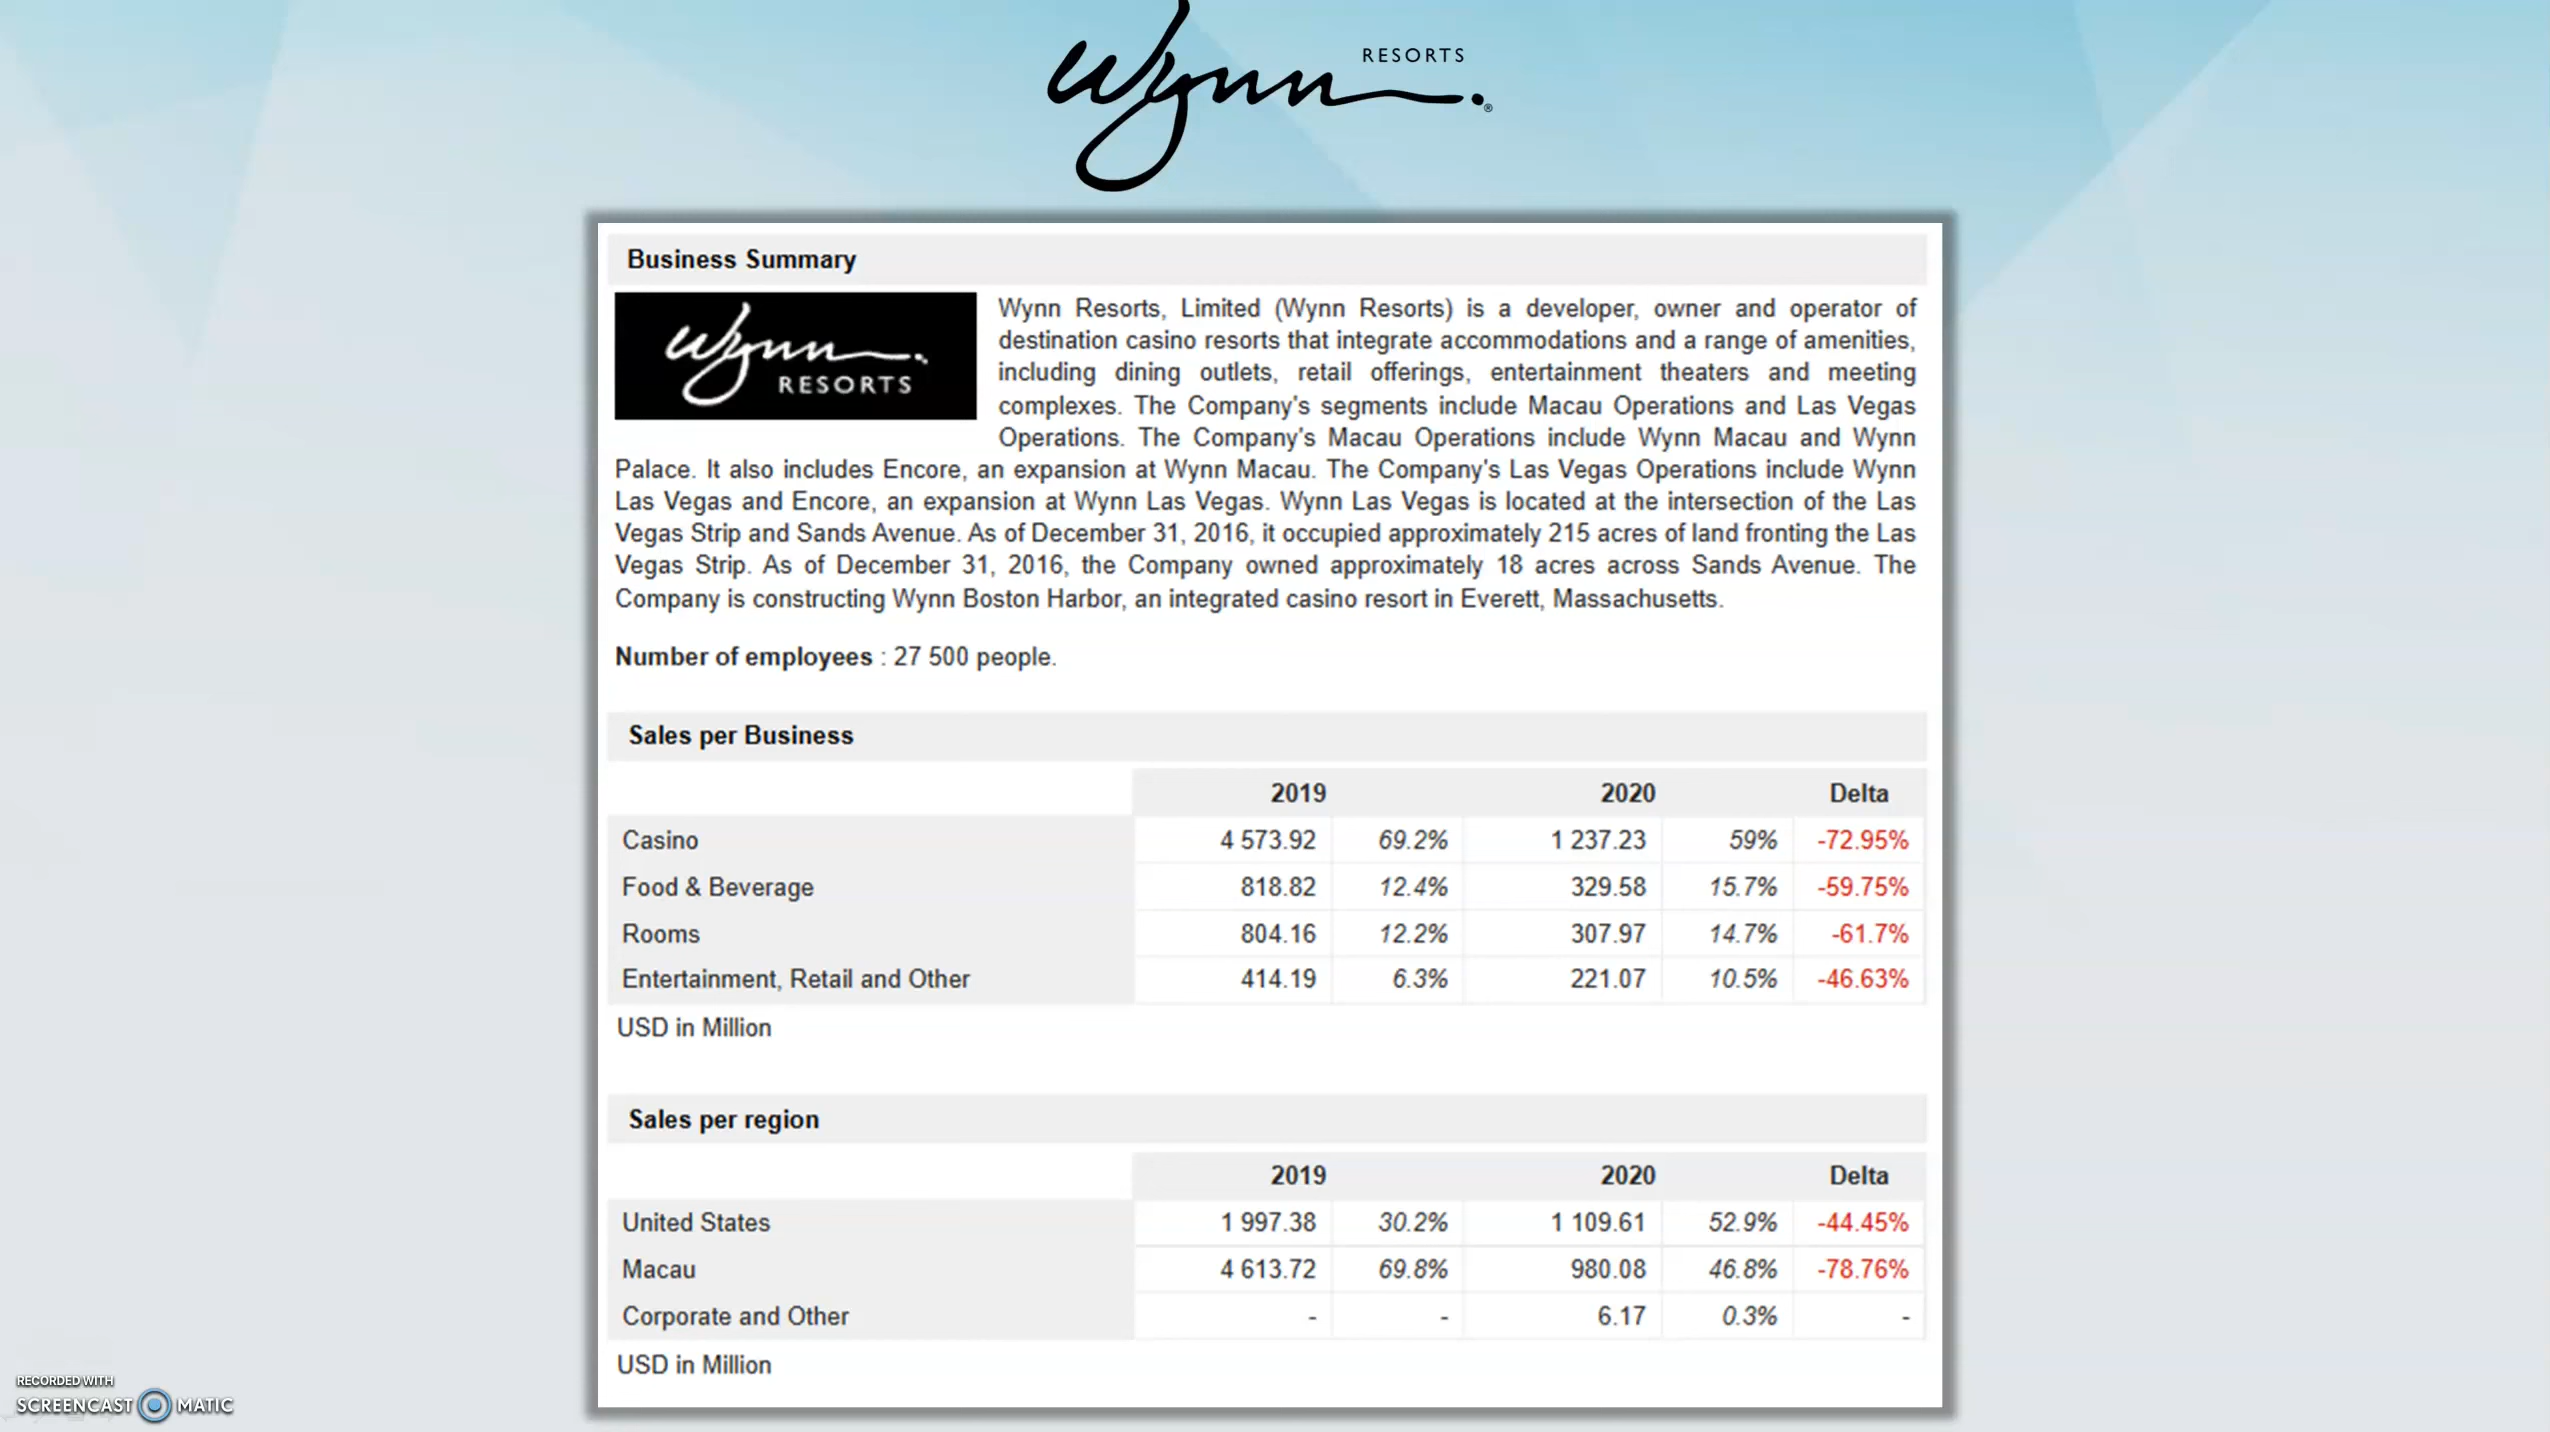 Wynn RESORTS
Business Summary
Wynn RESORTS
Wynn Resorts, Limited (Wynn Resorts) is a developer, owner and operator of
destination casino resorts that integrate accommodations and a range of amenities,
including dining outlets, retail offerings, entertainment theaters and meeting
complexes. The Company's segments include Macau Operations and Las Vegas
Operations. The Company's Macau Operations include Wynn Macau and Wynn
Palace. It also includes Encore, an expansion at Wynn Macau. The Company's Las Vegas Operations include Wynn
Las Vegas and Encore, an expansion at Wynn Las Vegas. Wynn Las Vegas is located at the intersection of the Las
Vegas Strip and Sands Avenue. As of December 31, 2016, it occupied approximately 215 acres of land fronting the Las
Vegas Strip. As of December 31, 2016, the Company owned approximately 18 acres across Sands Avenue. The
Company is constructing Wynn Boston Harbor, an integrated casino resort in Everett, Massachusetts.
Number of employees : 27 500 people.
Sales per Business
2019 2020 Delta
Casino 4 573.92 69.2% 1 237.23 59% -72.95%
Food & Beverage 818.82 12.4% 329.58 15.7% -59.75%
Rooms 804.16 12.2% 307.97 14.7% -61.7%
Entertainment, Retail and Other 414.19 6.3% 221.07 10.5% -46.63%
USD in Million
Sales per region
2019 2020 Delta
United States 1 997.38 30.2% 1 109.61 52.9% -44.45%
Macau 4 613.72 69.8% 980.08 46.8% -78.76%
Corporate and Other - - 6.17 0.3% -
USD in Million
RECORDED WITH
SCREENCAST MATIC